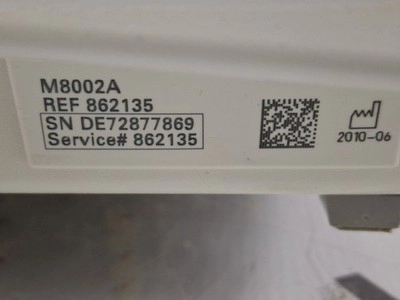 M8002A
REF 862135
SN DE72877869
Service# 862135
2010-06